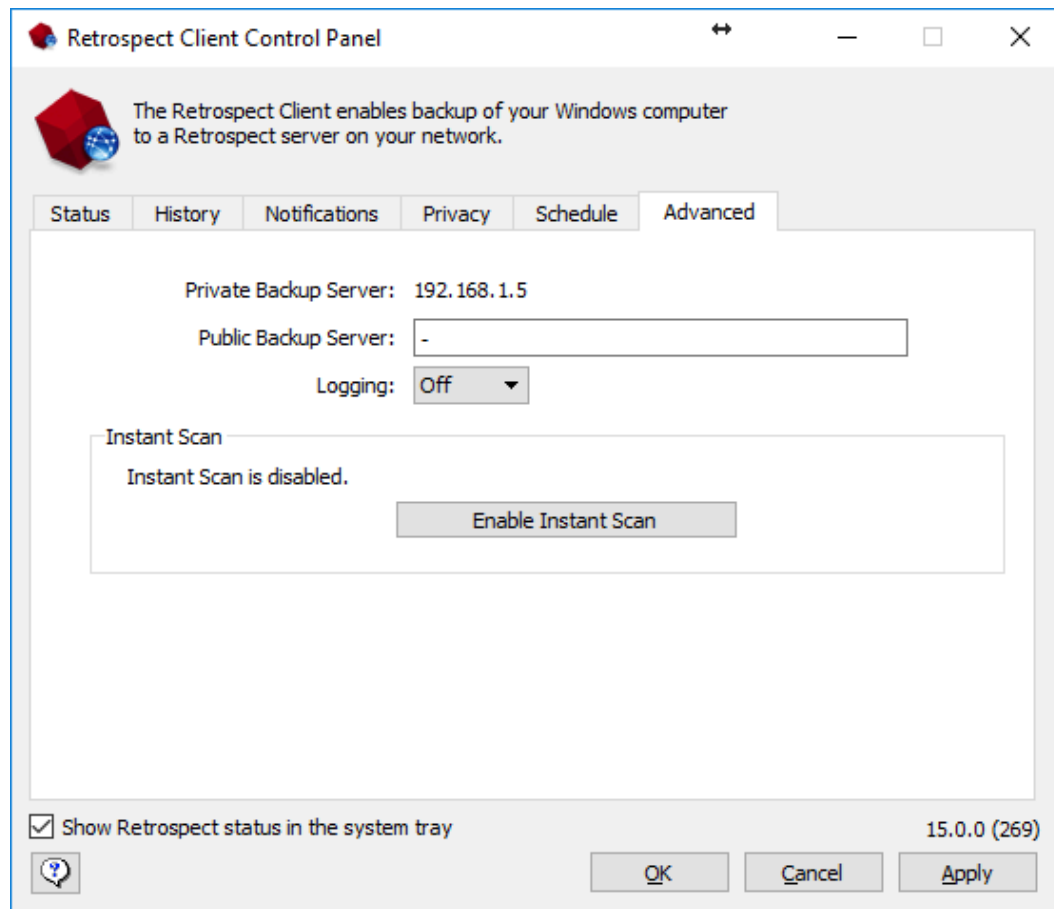 Retrospect Client Control Panel
The Retrospect Client enables backup of your Windows computer
to a Retrospect server on your network.
Status History Notifications Privacy Schedule Advanced
Private Backup Server: 192.168.1.5
Public Backup Server: -
Logging: Off
Instant Scan
Instant Scan is disabled.
Enable Instant Scan
Show Retrospect status in the system tray 15.0.0 (269)
? OK Cancel Apply